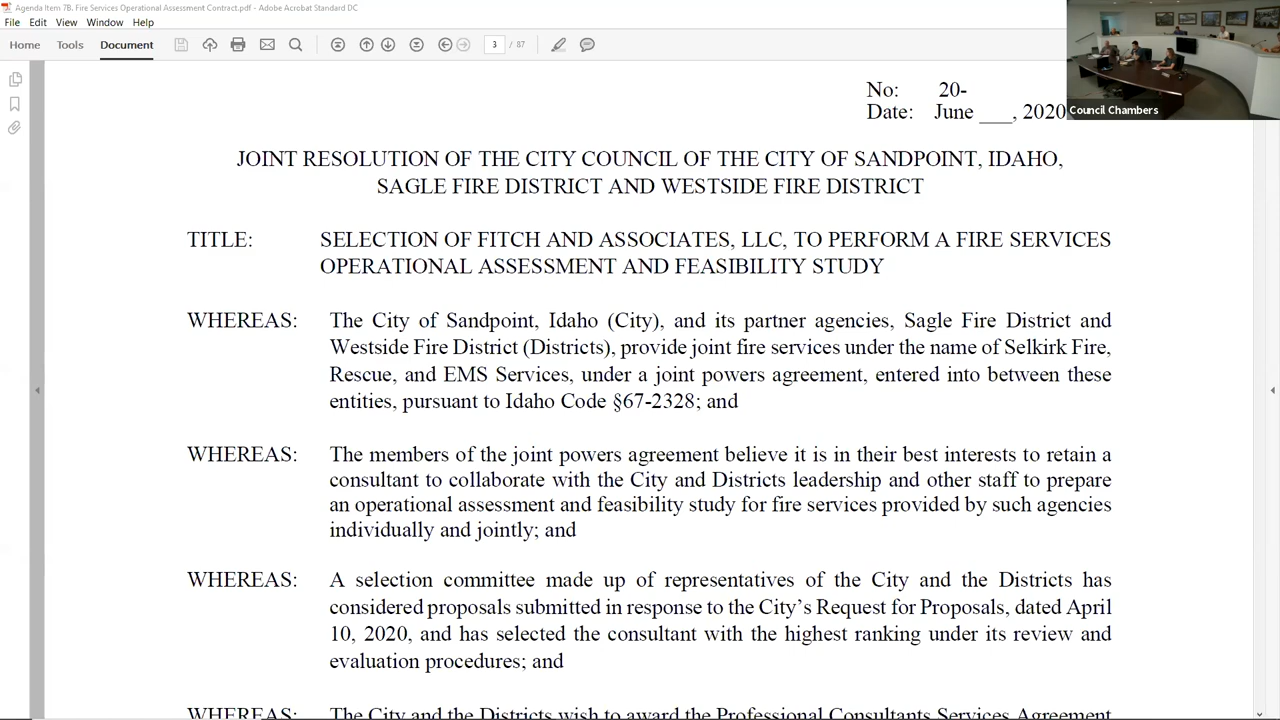 Agenda Item 7B. Fire Services Operational Assessment Contract.pdf - Adobe Acrobat Standard DC
File Edit View Window Help
Home Tools Document 3 / 87
Council Chambers
No: 20-
Date: June ___, 2020
JOINT RESOLUTION OF THE CITY COUNCIL OF THE CITY OF SANDPOINT, IDAHO,
SAGLE FIRE DISTRICT AND WESTSIDE FIRE DISTRICT
TITLE: SELECTION OF FITCH AND ASSOCIATES, LLC, TO PERFORM A FIRE SERVICES
OPERATIONAL ASSESSMENT AND FEASIBILITY STUDY
WHEREAS: The City of Sandpoint, Idaho (City), and its partner agencies, Sagle Fire District and
Westside Fire District (Districts), provide joint fire services under the name of Selkirk Fire,
Rescue, and EMS Services, under a joint powers agreement, entered into between these
entities, pursuant to Idaho Code §67-2328; and
WHEREAS: The members of the joint powers agreement believe it is in their best interests to retain a
consultant to collaborate with the City and Districts leadership and other staff to prepare
an operational assessment and feasibility study for fire services provided by such agencies
individually and jointly; and
WHEREAS: A selection committee made up of representatives of the City and the Districts has
considered proposals submitted in response to the City's Request for Proposals, dated April
10, 2020, and has selected the consultant with the highest ranking under its review and
evaluation procedures; and
WHEREAS: The City and the Districts wish to award the Professional Consultants Services Agreement